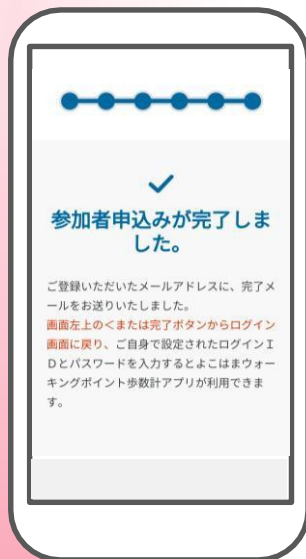 参加者申込みが完了しま
した。
ご登録いただいたメールアドレスに、完了メ
ールをお送りいたしました。
画面左上の<または完了ボタンからログイン
画面に戻り、ご自身で設定されたログインI
Dとパスワードを入力するとよこはまウォー
キングポイント歩数計アプリが利用できま
す。